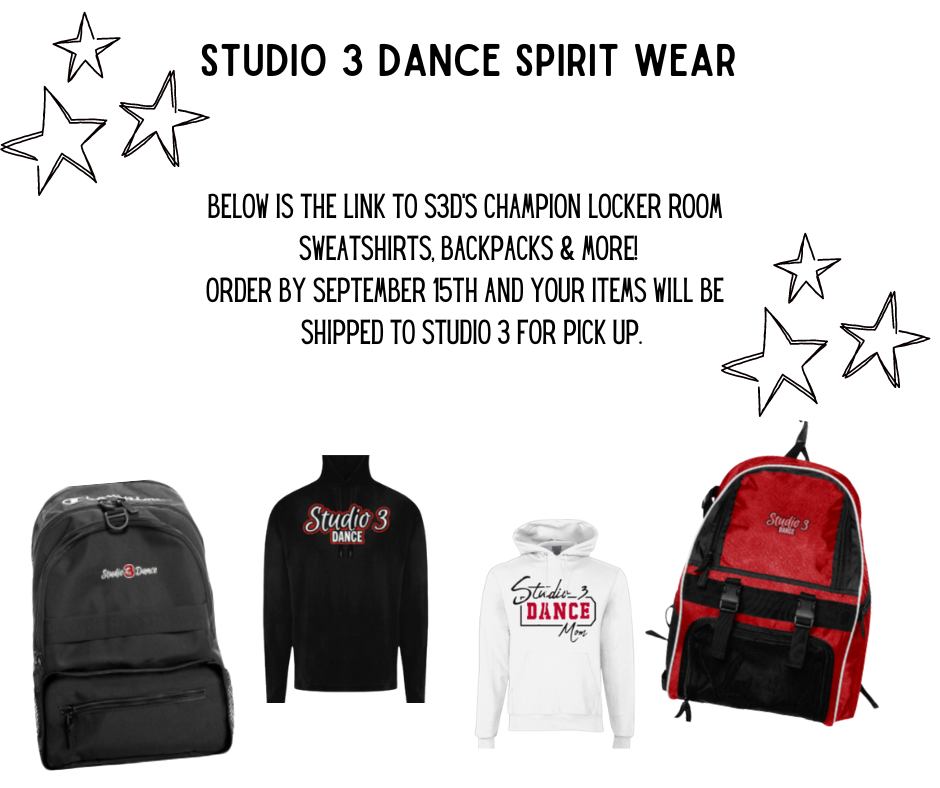 STUDIO 3 DANCE SPIRIT WEAR
BELOW IS THE LINK TO S3D'S CHAMPION LOCKER ROOM
SWEATSHIRTS, BACKPACKS & MORE!
ORDER BY SEPTEMBER 15TH AND YOUR ITEMS WILL BE
SHIPPED TO STUDIO 3 FOR PICK UP.
Champion
Studio 3 Dance
Studio 3
DANCE
Studio 3
DANCE
Mom
Studio 3
DANCE